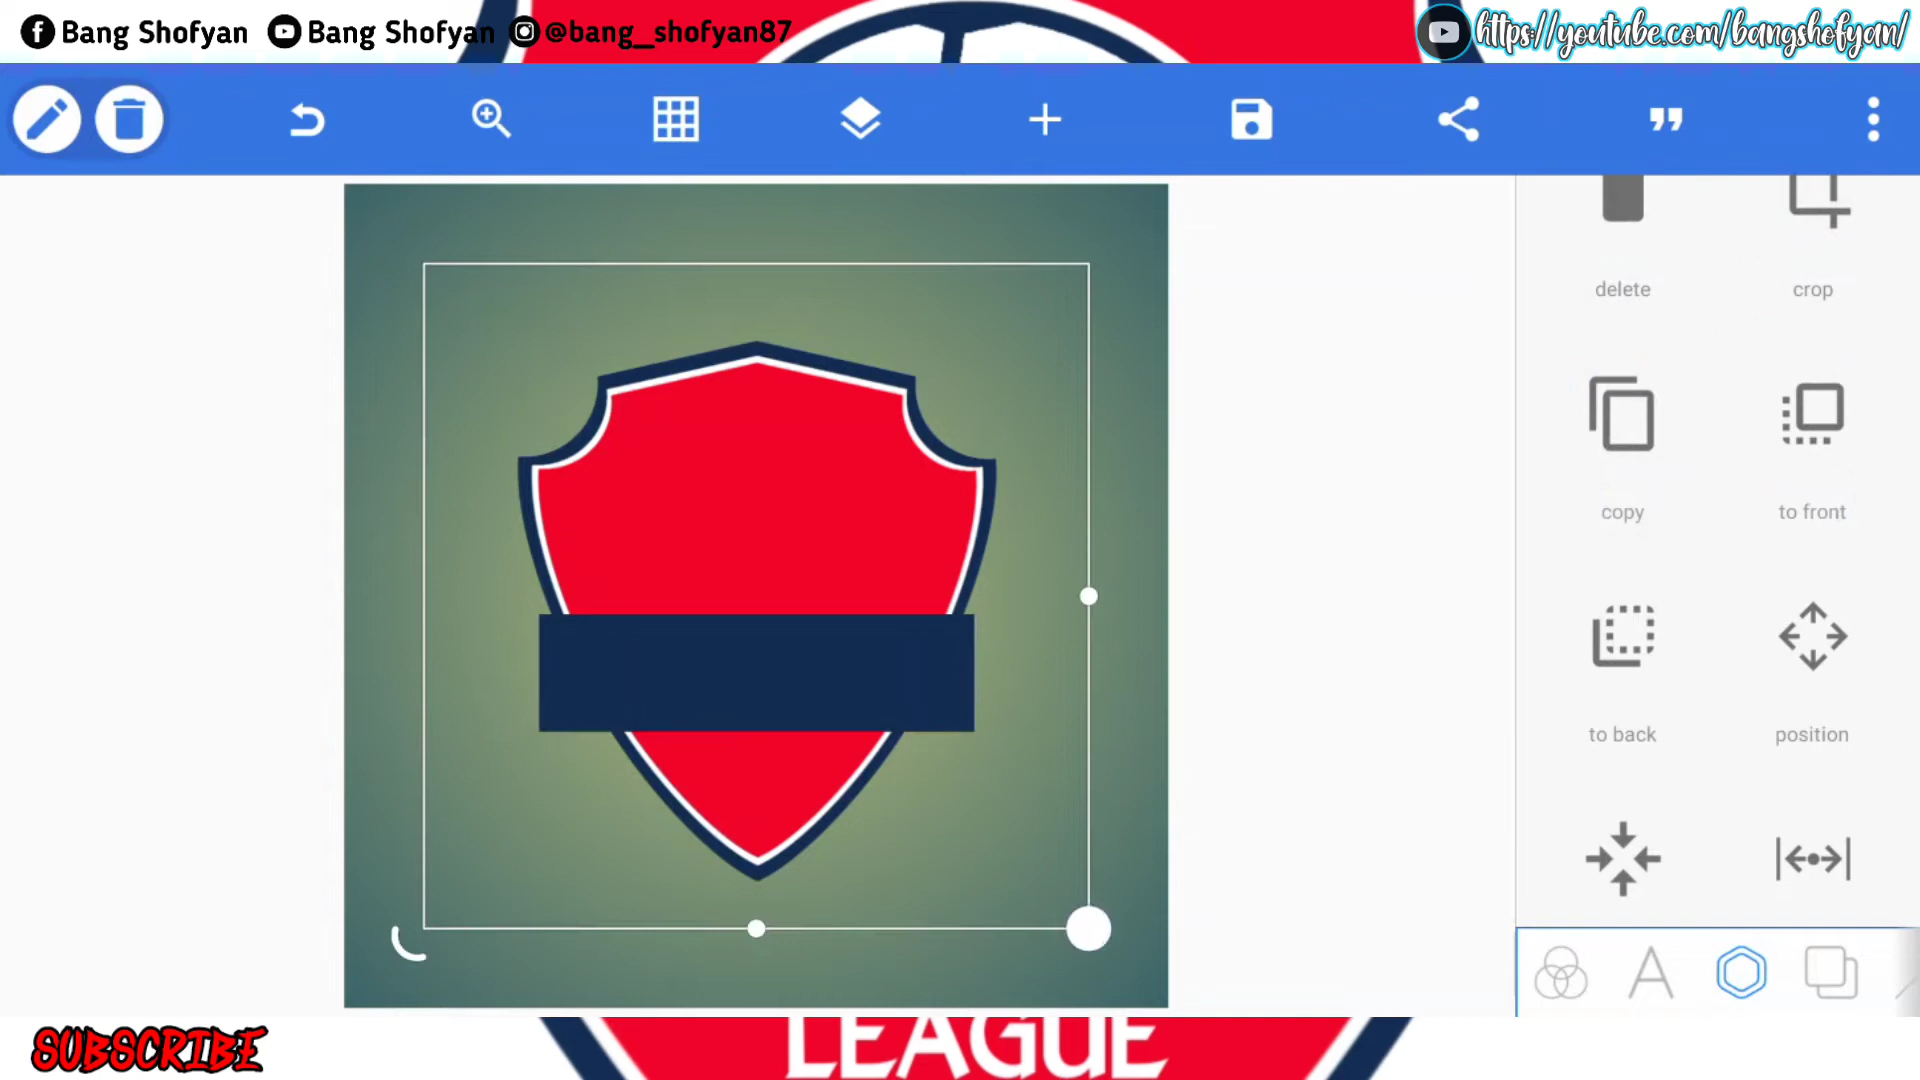 Bang Shofyan Bang Shofyan @bang_shofyan87 https://youtube.com/bangshofyan/
delete crop
copy to front
to back position
SUBSCRIBE
LEAGUE